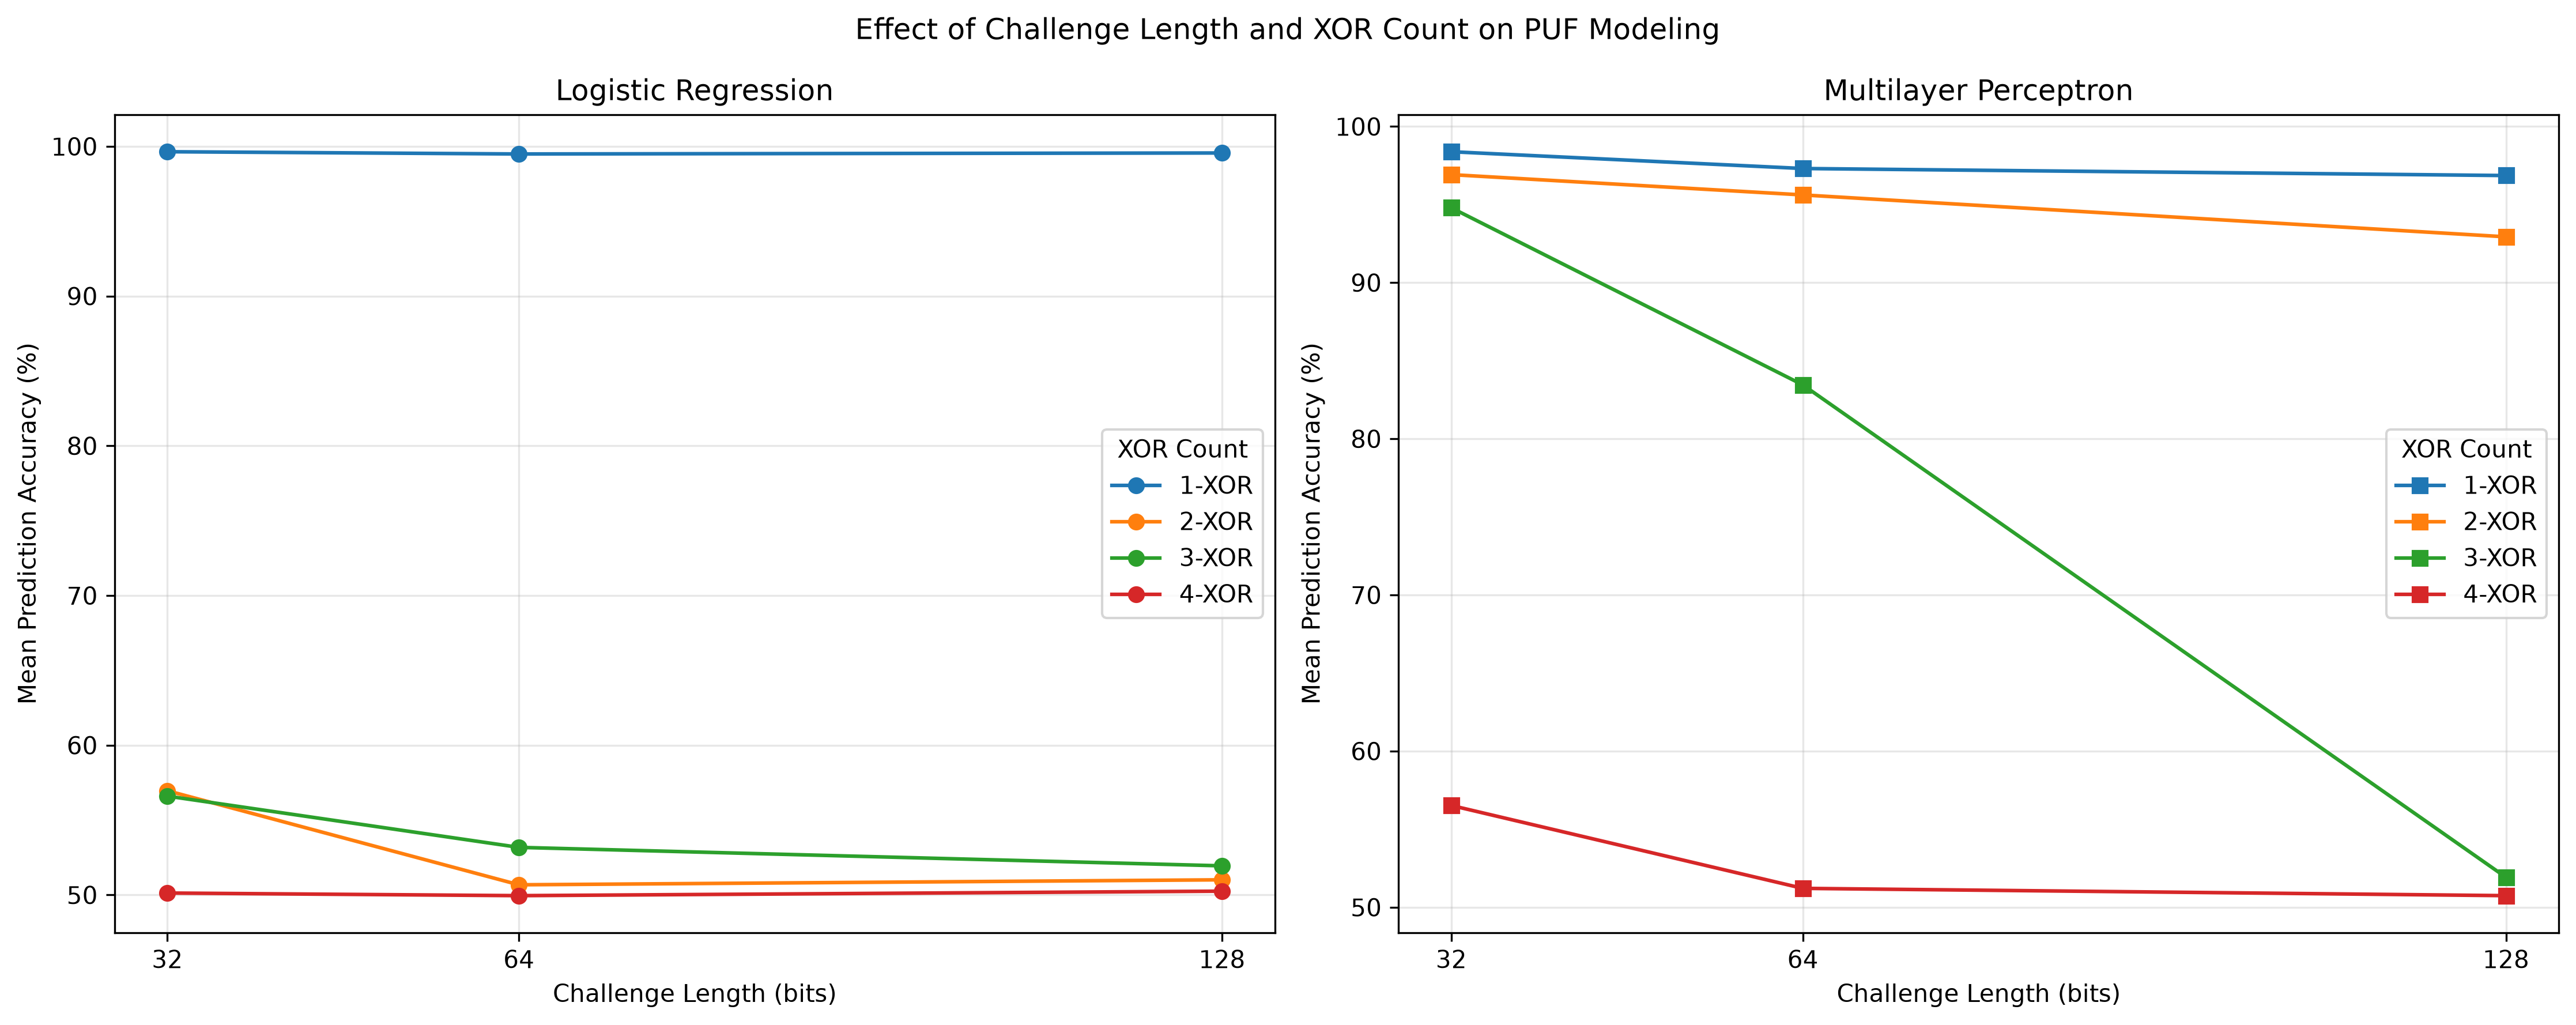 Effect of Challenge Length and XOR Count on PUF Modeling
Logistic Regression
Mean Prediction Accuracy (%)
100
90
80
70
60
50
32
64
128
Challenge Length (bits)
XOR Count
1-XOR
2-XOR
3-XOR
4-XOR
Multilayer Perceptron
Mean Prediction Accuracy (%)
100
90
80
70
60
50
32
64
128
Challenge Length (bits)
XOR Count
1-XOR
2-XOR
3-XOR
4-XOR